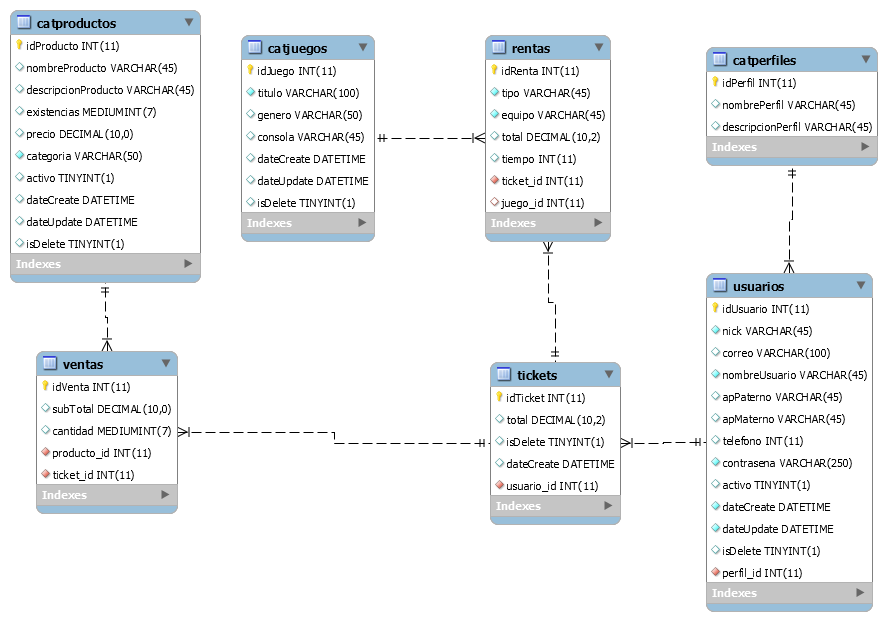 catproductos
idProducto INT(11)
nombreProducto VARCHAR(45)
descripcionProducto VARCHAR(45)
existencias MEDIUMINT(7)
precio DECIMAL(10,0)
categoria VARCHAR(50)
activo TINYINT(1)
dateCreate DATETIME
dateUpdate DATETIME
isDelete TINYINT(1)
Indexes
catjuegos
idJuego INT(11)
titulo VARCHAR(100)
genero VARCHAR(50)
consola VARCHAR(45)
dateCreate DATETIME
dateUpdate DATETIME
isDelete TINYINT(1)
Indexes
rentas
idRenta INT(11)
tipo VARCHAR(45)
equipo VARCHAR(45)
total DECIMAL(10,2)
tiempo INT(11)
ticket_id INT(11)
juego_id INT(11)
Indexes
catperfiles
idPerfil INT(11)
nombrePerfil VARCHAR(45)
descripcionPerfil VARCHAR(45)
Indexes
ventas
idVenta INT(11)
subTotal DECIMAL(10,0)
cantidad MEDIUMINT(7)
producto_id INT(11)
ticket_id INT(11)
Indexes
tickets
idTicket INT(11)
total DECIMAL(10,2)
isDelete TINYINT(1)
dateCreate DATETIME
usuario_id INT(11)
Indexes
usuarios
idUsuario INT(11)
nick VARCHAR(45)
correo VARCHAR(100)
nombreUsuario VARCHAR(45)
apPaterno VARCHAR(45)
apMaterno VARCHAR(45)
telefono INT(11)
contrasena VARCHAR(250)
activo TINYINT(1)
dateCreate DATETIME
dateUpdate DATETIME
isDelete TINYINT(1)
perfil_id INT(11)
Indexes